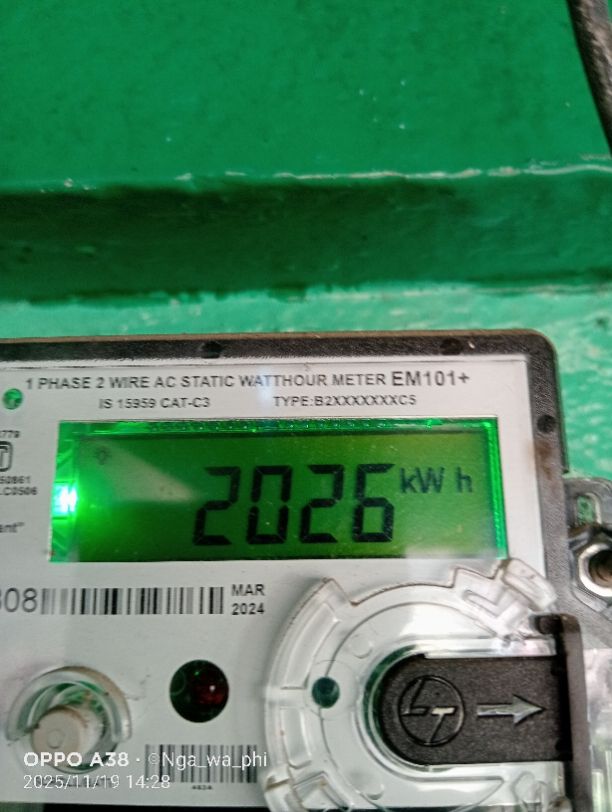 1 PHASE 2 WIRE AC STATIC WATTHOUR METER EM101+
IS 15959 CAT-C3 TYPE:B2XXXXXXXC5
2026 kWh
MAR
2024
OPPO A38 · ©Nga_wa_phi
2025/11/19 14:28